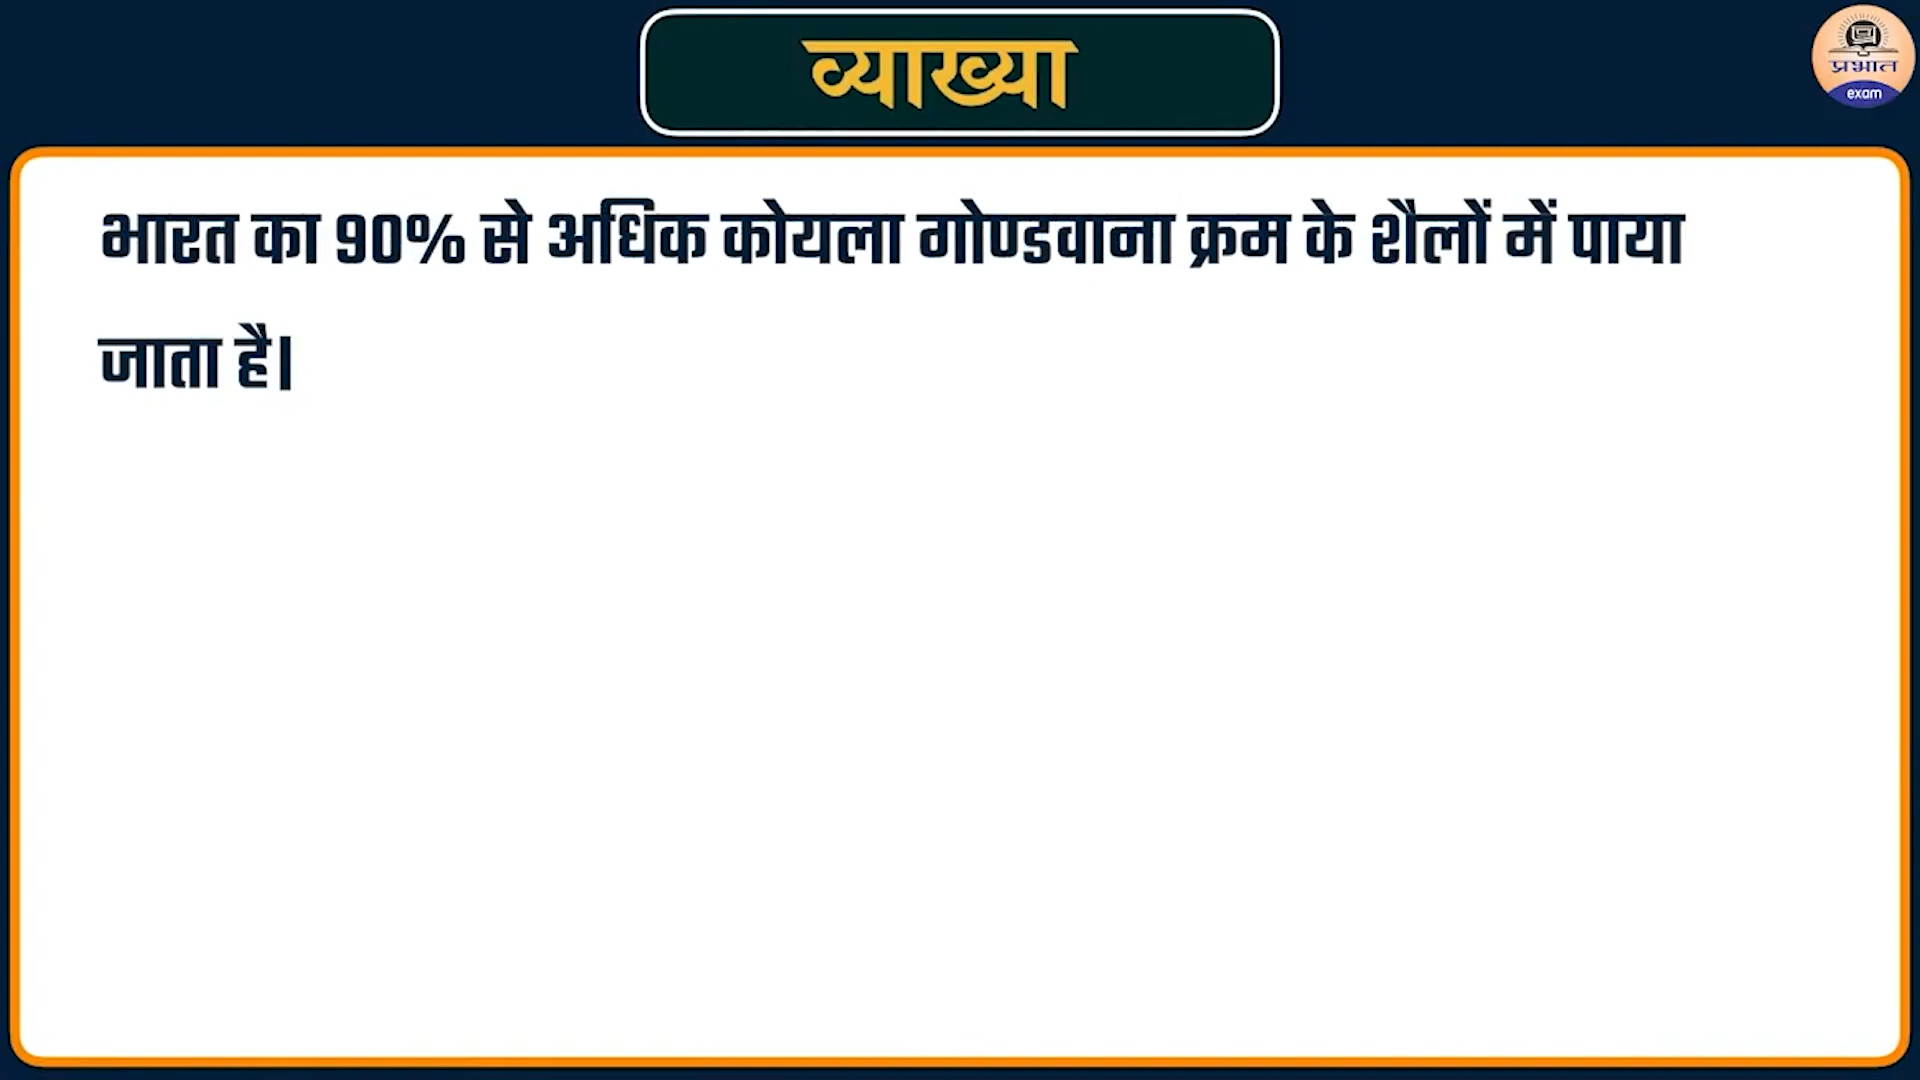 व्याख्या
प्रभात
exam
भारत का 90% से अधिक कोयला गोण्डवाना क्रम के शैलों में पाया
जाता है।